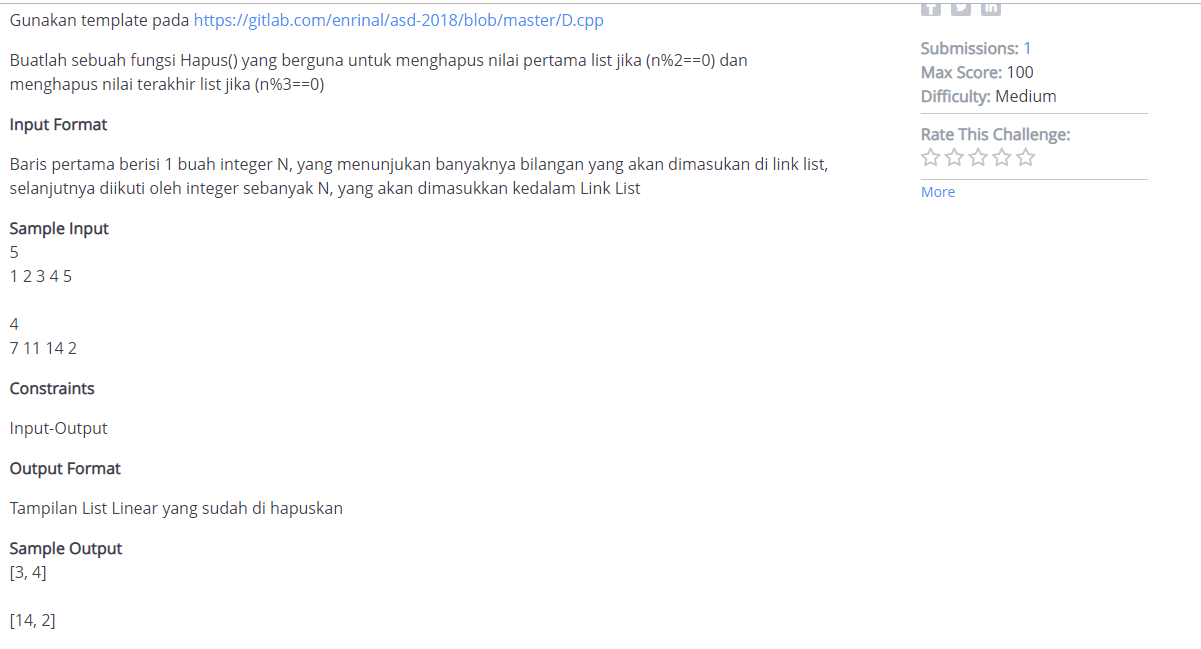 Gunakan template pada https://gitlab.com/enrinal/asd-2018/blob/master/D.cpp
Buatlah sebuah fungsi Hapus() yang berguna untuk menghapus nilai pertama list jika (n%2==0) dan
menghapus nilai terakhir list jika (n%3==0)
Input Format
Baris pertama berisi 1 buah integer N, yang menunjukan banyaknya bilangan yang akan dimasukan di link list,
selanjutnya diikuti oleh integer sebanyak N, yang akan dimasukkan kedalam Link List
Sample Input
5
1 2 3 4 5
4
7 11 14 2
Constraints
Input-Output
Output Format
Tampilan List Linear yang sudah di hapuskan
Sample Output
[3, 4]
[14, 2]
Submissions: 1
Max Score: 100
Difficulty: Medium
Rate This Challenge:
More